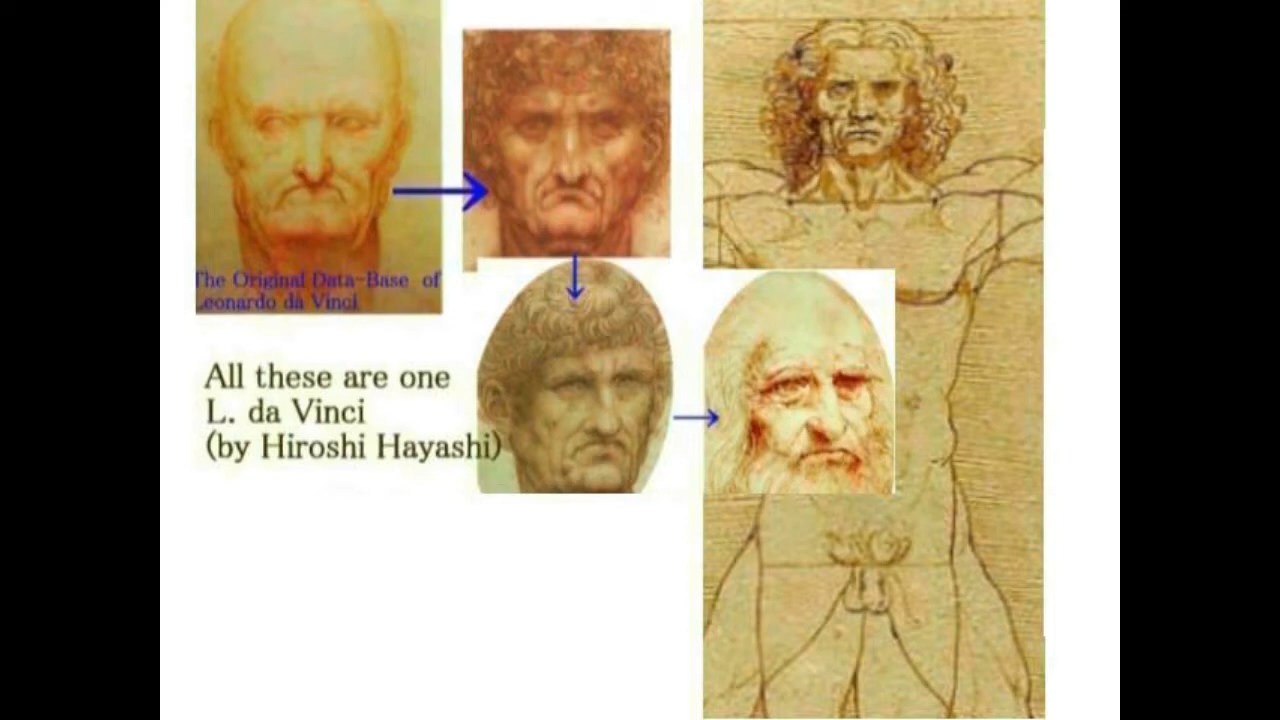 The Original Data-Base of
Leonardo da Vinci
All these are one
L. da Vinci
(by Hiroshi Hayashi)